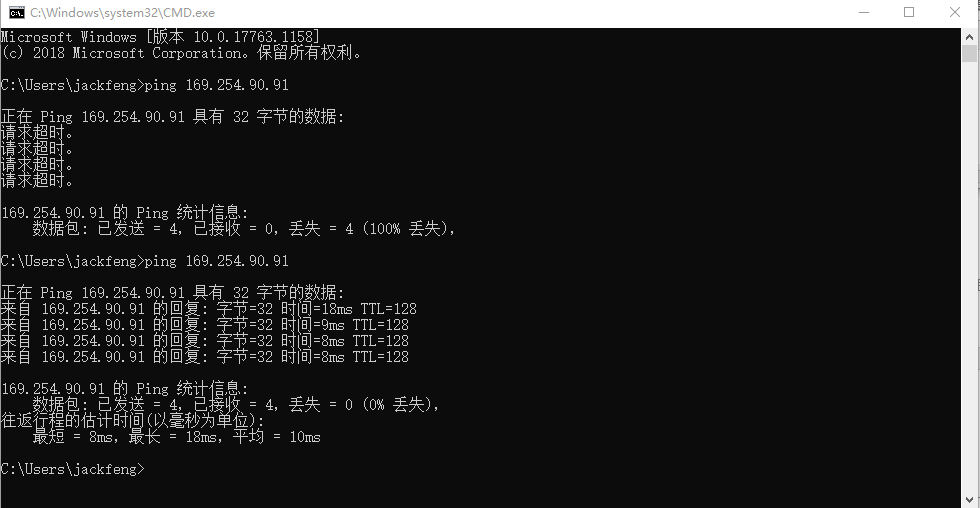 C:\Windows\system32\CMD.exe
Microsoft Windows [版本 10.0.17763.1158]
(c) 2018 Microsoft Corporation。保留所有权利。
C:\Users\jackfeng>ping 169.254.90.91
正在 Ping 169.254.90.91 具有 32 字节的数据:
请求超时。
请求超时。
请求超时。
请求超时。
169.254.90.91 的 Ping 统计信息:
数据包: 已发送 = 4，已接收 = 0，丢失 = 4 (100% 丢失)，
C:\Users\jackfeng>ping 169.254.90.91
正在 Ping 169.254.90.91 具有 32 字节的数据:
来自 169.254.90.91 的回复: 字节=32 时间=18ms TTL=128
来自 169.254.90.91 的回复: 字节=32 时间=9ms TTL=128
来自 169.254.90.91 的回复: 字节=32 时间=8ms TTL=128
来自 169.254.90.91 的回复: 字节=32 时间=8ms TTL=128
169.254.90.91 的 Ping 统计信息:
数据包: 已发送 = 4，已接收 = 4，丢失 = 0 (0% 丢失)，
往返行程的估计时间(以毫秒为单位):
最短 = 8ms，最长 = 18ms，平均 = 10ms
C:\Users\jackfeng>